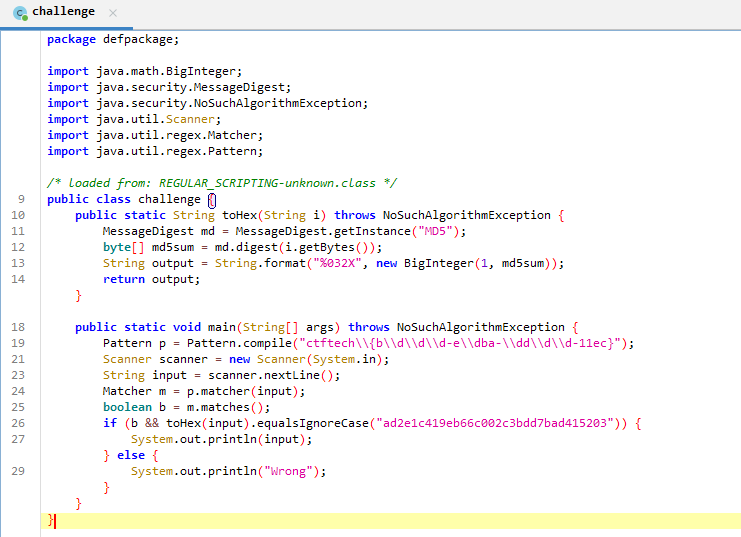 challenge
package defpackage;
import java.math.BigInteger;
import java.security.MessageDigest;
import java.security.NoSuchAlgorithmException;
import java.util.Scanner;
import java.util.regex.Matcher;
import java.util.regex.Pattern;
/* loaded from: REGULAR_SCRIPTING-unknown.class */
9 public class challenge {
10 public static String toHex(String i) throws NoSuchAlgorithmException {
11 MessageDigest md = MessageDigest.getInstance("MD5");
12 byte[] md5sum = md.digest(i.getBytes());
13 String output = String.format("%032X", new BigInteger(1, md5sum));
14 return output;
}
18 public static void main(String[] args) throws NoSuchAlgorithmException {
19 Pattern p = Pattern.compile("ctftech\\{b\\d\\d\\d-e\\dba-\\dd\\d\\d-11ec}");
21 Scanner scanner = new Scanner(System.in);
23 String input = scanner.nextLine();
24 Matcher m = p.matcher(input);
25 boolean b = m.matches();
26 if (b && toHex(input).equalsIgnoreCase("ad2e1c419eb66c002c3bdd7bad415203")) {
27 System.out.println(input);
} else {
29 System.out.println("Wrong");
}
}
}